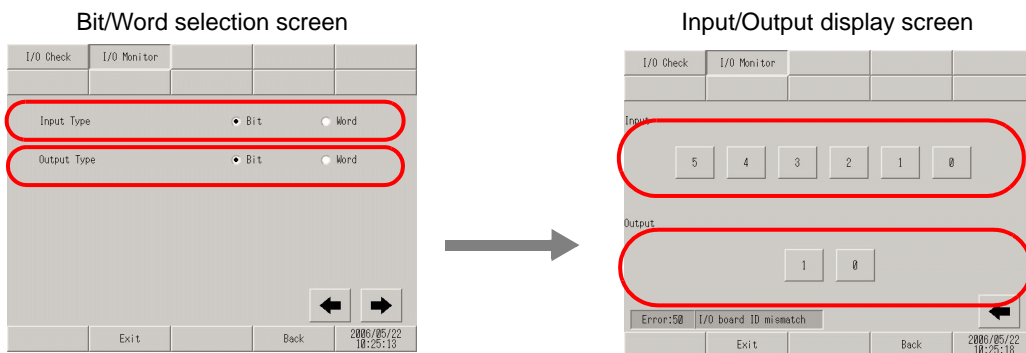 Bit/Word selection screen
I/O Check I/O Monitor
Input Type Bit Word
Output Type Bit Word
Exit Back 2006/05/22
10:25:13
Input/Output display screen
I/O Check I/O Monitor
Input
5 4 3 2 1 0
Output
1 0
Error:50 I/O board ID mismatch
Exit Back 2006/05/22
10:25:18